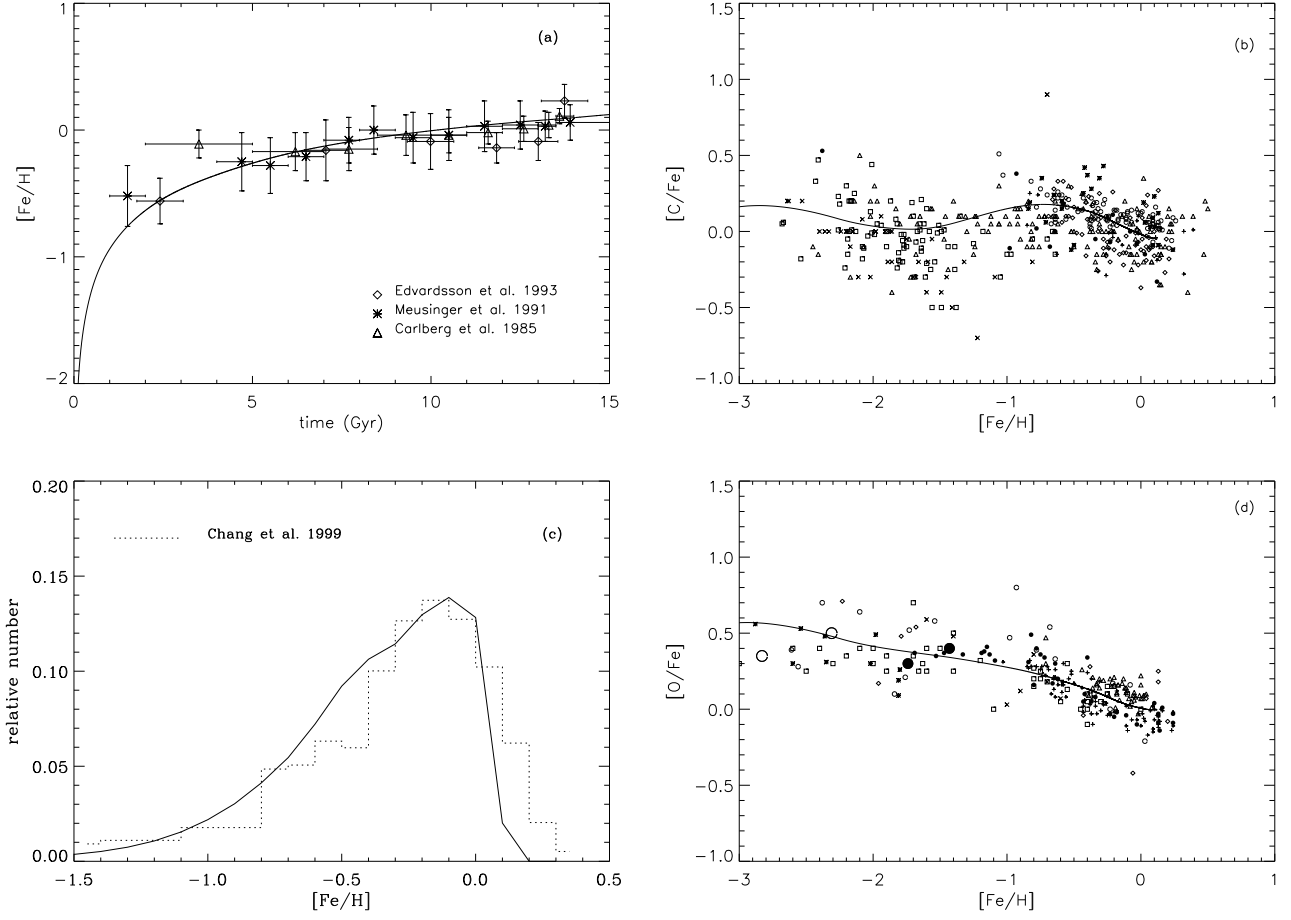 1
0
−1
−2
[Fe/H]
(a)
Edvardsson et al. 1993
Meusinger et al. 1991
Carlberg et al. 1985
0
5
10
15
time (Gyr)
1.5
1.0
0.5
0.0
−0.5
−1.0
[C/Fe]
(b)
−3
−2
−1
0
1
[Fe/H]
0.20
0.15
0.10
0.05
0.00
relative number
Chang et al. 1999
(c)
−1.5
−1.0
−0.5
0.0
0.5
[Fe/H]
1.5
1.0
0.5
0.0
−0.5
−1.0
[O/Fe]
(d)
−3
−2
−1
0
1
[Fe/H]